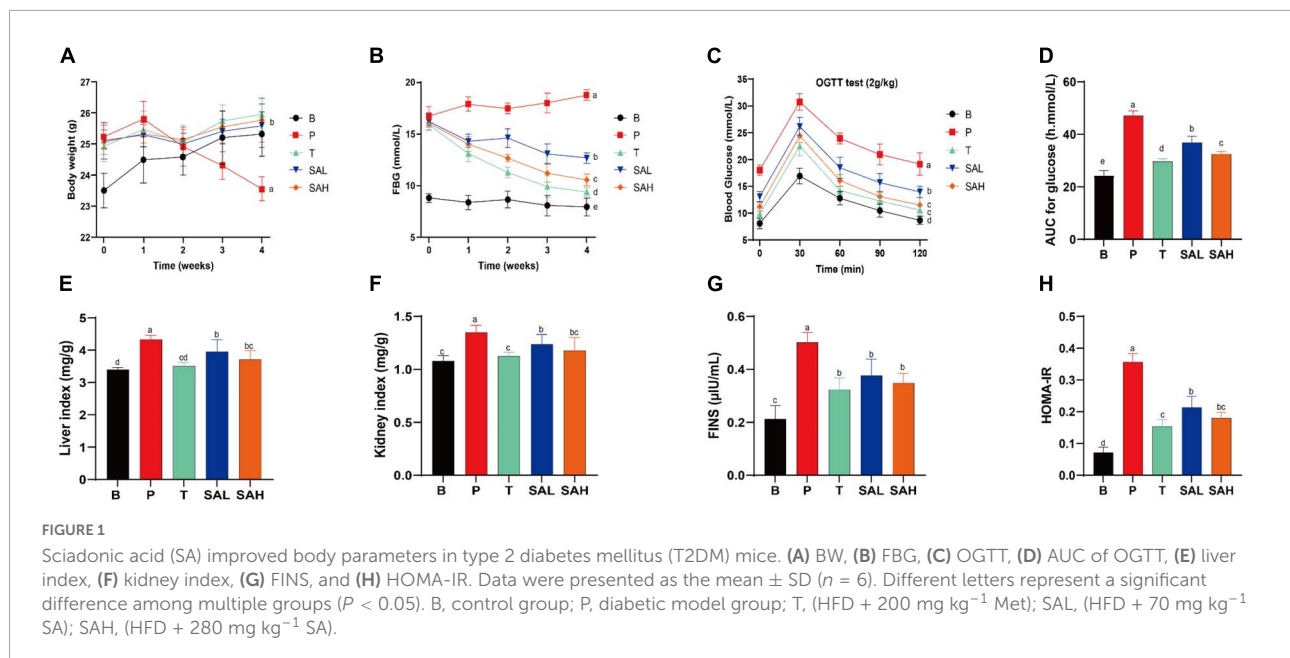 A
Body weight (g)
27
26
25
24
23
22
0 1 2 3 4
Time (weeks)
b
a
B
P
T
SAL
SAH
B
FBG (mmol/L)
20
15
10
5
0 1 2 3 4
Time (weeks)
a
b
c
d
e
B
P
T
SAL
SAH
C
OGTT test (2g/kg)
Blood Glucose (mmol/L)
35
30
25
20
15
10
5
0 30 60 90 120
Time (min)
a
b
c
c
d
B
P
T
SAL
SAH
D
AUC for glucose (h.mmol/L)
60
40
20
0
e a d b c
B P T SAL SAH
E
Liver index (mg/g)
5
4
3
2
1
0
d a cd b bc
B P T SAL SAH
F
Kidney index (mg/g)
1.5
1.0
0.5
0.0
c a c b bc
B P T SAL SAH
G
FINS (μIU/mL)
0.6
0.4
0.2
0.0
c a b b b
B P T SAL SAH
H
HOMA-IR
0.5
0.4
0.3
0.2
0.1
0.0
d a c b bc
B P T SAL SAH
FIGURE 1
Sciadonic acid (SA) improved body parameters in type 2 diabetes mellitus (T2DM) mice. (A) BW, (B) FBG, (C) OGTT, (D) AUC of OGTT, (E) liver
index, (F) kidney index, (G) FINS, and (H) HOMA-IR. Data were presented as the mean ± SD (n = 6). Different letters represent a significant
difference among multiple groups (P < 0.05). B, control group; P, diabetic model group; T, (HFD + 200 mg kg⁻¹ Met); SAL, (HFD + 70 mg kg⁻¹
SA); SAH, (HFD + 280 mg kg⁻¹ SA).